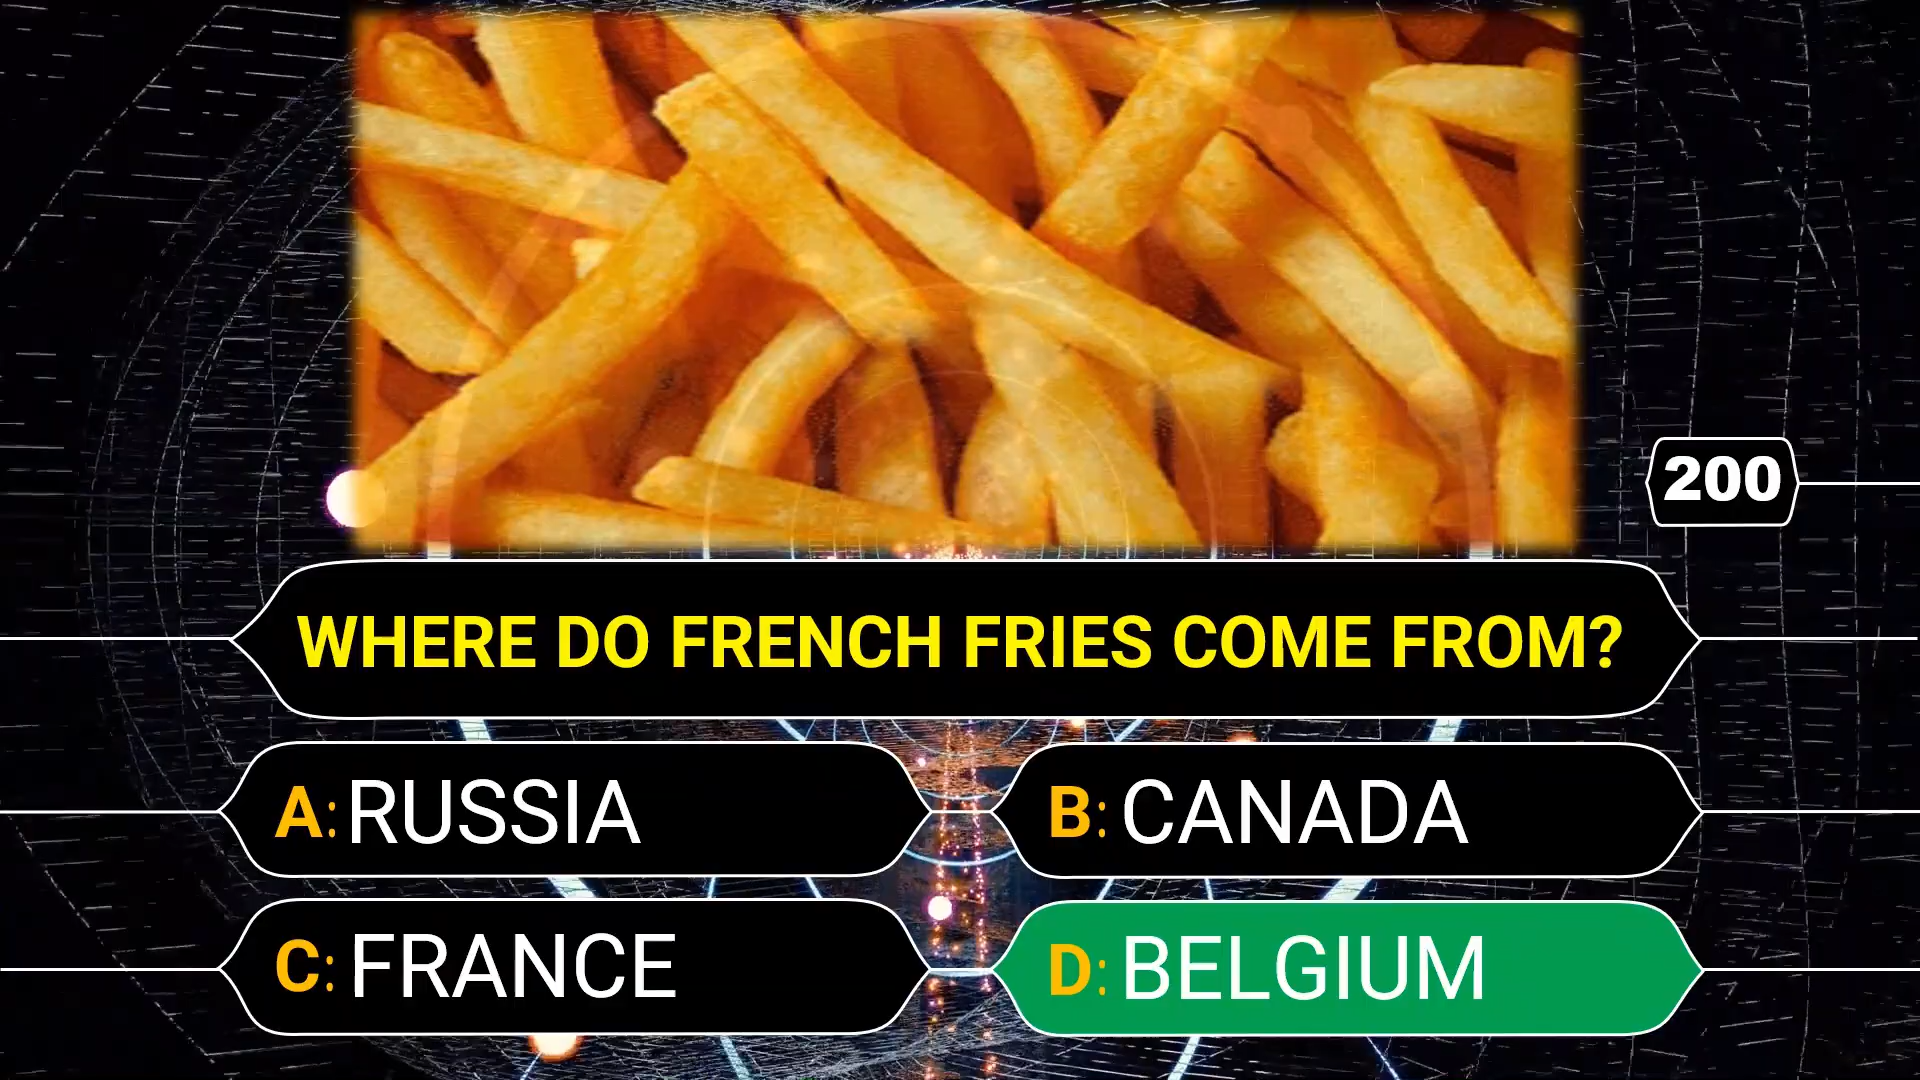 200
WHERE DO FRENCH FRIES COME FROM?
A: RUSSIA
B: CANADA
C: FRANCE
D: BELGIUM